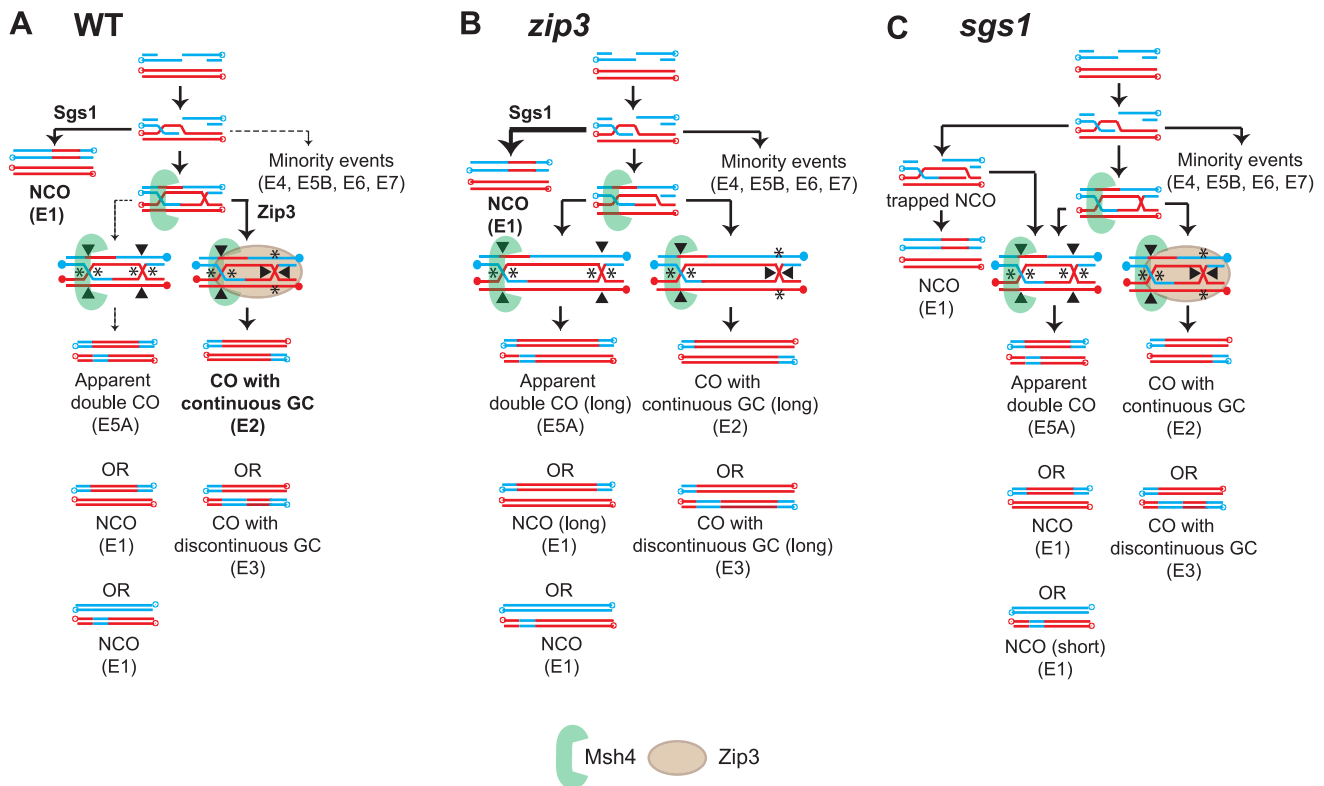 A WT
Sgs1
NCO
(E1)
Minority events
(E4, E5B, E6, E7)
Zip3
* * * * * * * *
Apparent
double CO
(E5A)
CO with
continuous GC
(E2)
OR
NCO
(E1)
OR
CO with
discontinuous GC
(E3)
OR
NCO
(E1)
B zip3
Sgs1
NCO
(E1)
Minority events
(E4, E5B, E6, E7)
* * * * * * * *
Apparent
double CO (long)
(E5A)
CO with
continuous GC (long)
(E2)
OR
NCO (long)
(E1)
OR
CO with
discontinuous GC (long)
(E3)
OR
NCO
(E1)
C sgs1
trapped NCO
NCO
(E1)
Minority events
(E4, E5B, E6, E7)
* * * * * * * *
Apparent
double CO
(E5A)
CO with
continuous GC
(E2)
OR
NCO
(E1)
OR
CO with
discontinuous GC
(E3)
OR
NCO (short)
(E1)
Msh4
Zip3